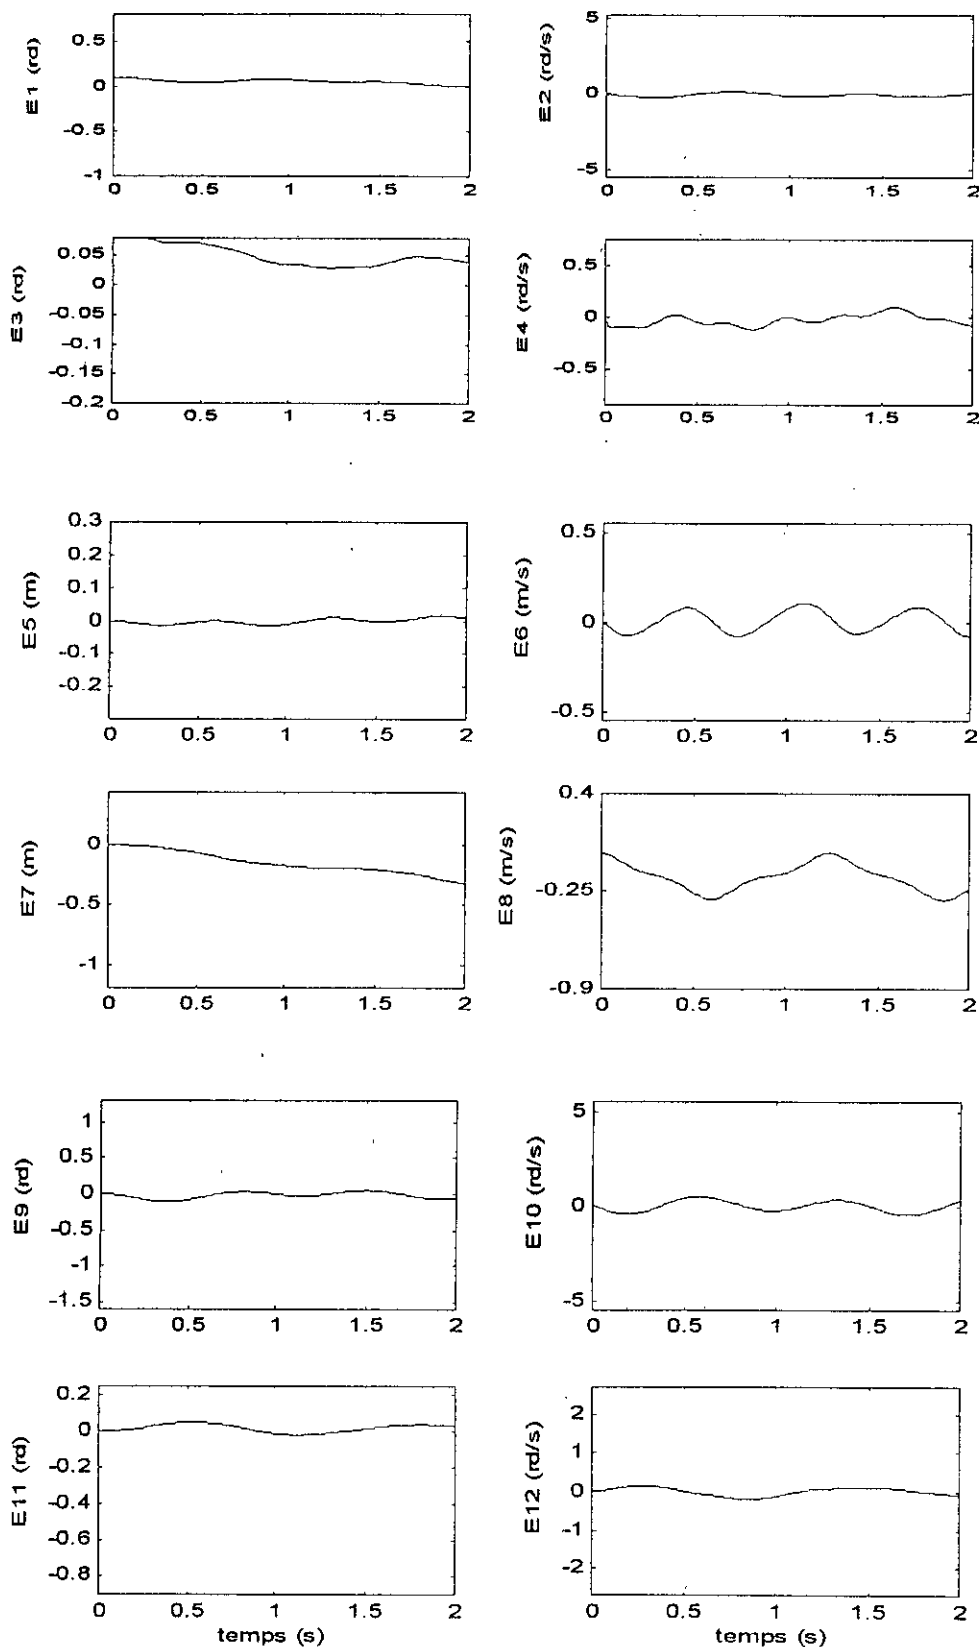 E1 (rd)
0.5
0
-0.5
-1
0 0.5 1 1.5 2
E2 (rd/s)
5
0
-5
0 0.5 1 1.5 2
E3 (rd)
0.05
0
-0.05
-0.1
-0.15
-0.2
0 0.5 1 1.5 2
E4 (rd/s)
0.5
0
-0.5
0 0.5 1 1.5 2
E5 (m)
0.3
0.2
0.1
0
-0.1
-0.2
0 0.5 1 1.5 2
E6 (m/s)
0.5
0
-0.5
0 0.5 1 1.5 2
E7 (m)
0
-0.5
-1
0 0.5 1 1.5 2
E8 (m/s)
0.4
-0.25
-0.9
0 0.5 1 1.5 2
E9 (rd)
1
0.5
0
-0.5
-1
-1.5
0 0.5 1 1.5 2
E10 (rd/s)
5
0
-5
0 0.5 1 1.5 2
E11 (rd)
0.2
0
-0.2
-0.4
-0.6
-0.8
0 0.5 1 1.5 2
temps (s)
E12 (rd/s)
2
1
0
-1
-2
0 0.5 1 1.5 2
temps (s)